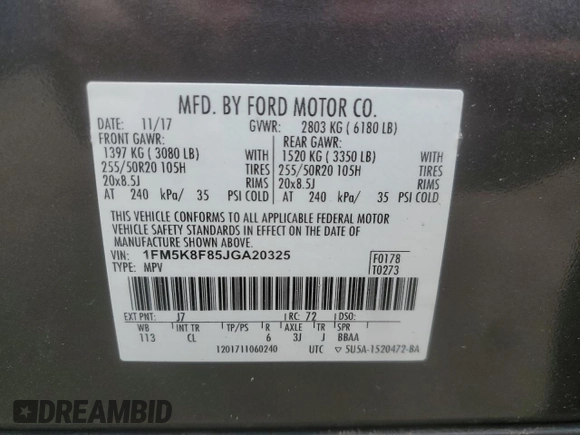 MFD. BY FORD MOTOR CO.
DATE: 11/17 GVWR: 2803 KG ( 6180 LB)
FRONT GAWR: REAR GAWR:
1397 KG ( 3080 LB) WITH 1520 KG ( 3350 LB) WITH
255/50R20 105H TIRES 255/50R20 105H TIRES
20x8.5J RIMS 20x8.5J RIMS
AT 240 kPa/ 35 PSI COLD AT 240 kPa/ 35 PSI COLD
THIS VEHICLE CONFORMS TO ALL APPLICABLE FEDERAL MOTOR
VEHICLE SAFETY STANDARDS IN EFFECT ON THE DATE OF
MANUFACTURE SHOWN ABOVE.
VIN: 1FM5K8F85JGA20325 F0178
TYPE: MPV T0273
EXT PNT: J7 RC: 72 DSO:
WB INT TR TP/PS R AXLE TR SPR
113 CL 6 3J J BBAA
1201711060240 UTC 5U5A-1520472-BA
DREAMBID